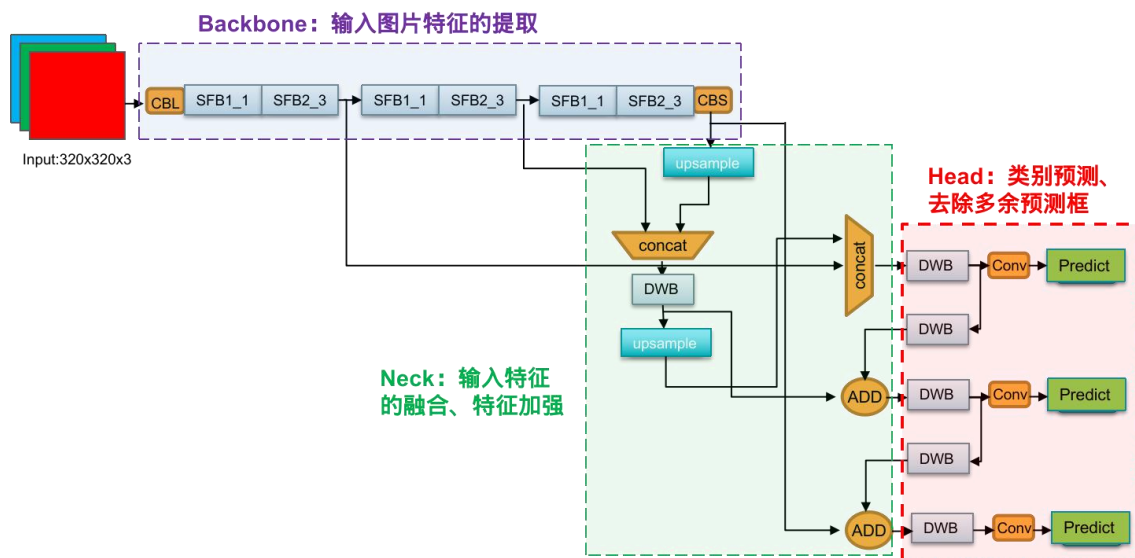 Backbone：输入图片特征的提取
CBL
SFB1_1
SFB2_3
SFB1_1
SFB2_3
SFB1_1
SFB2_3
CBS
Input:320x320x3
upsample
Head：类别预测、
去除多余预测框
concat
concat
DWB
Conv
Predict
DWB
upsample
DWB
Neck：输入特征
的融合、特征加强
ADD
DWB
Conv
Predict
DWB
ADD
DWB
Conv
Predict